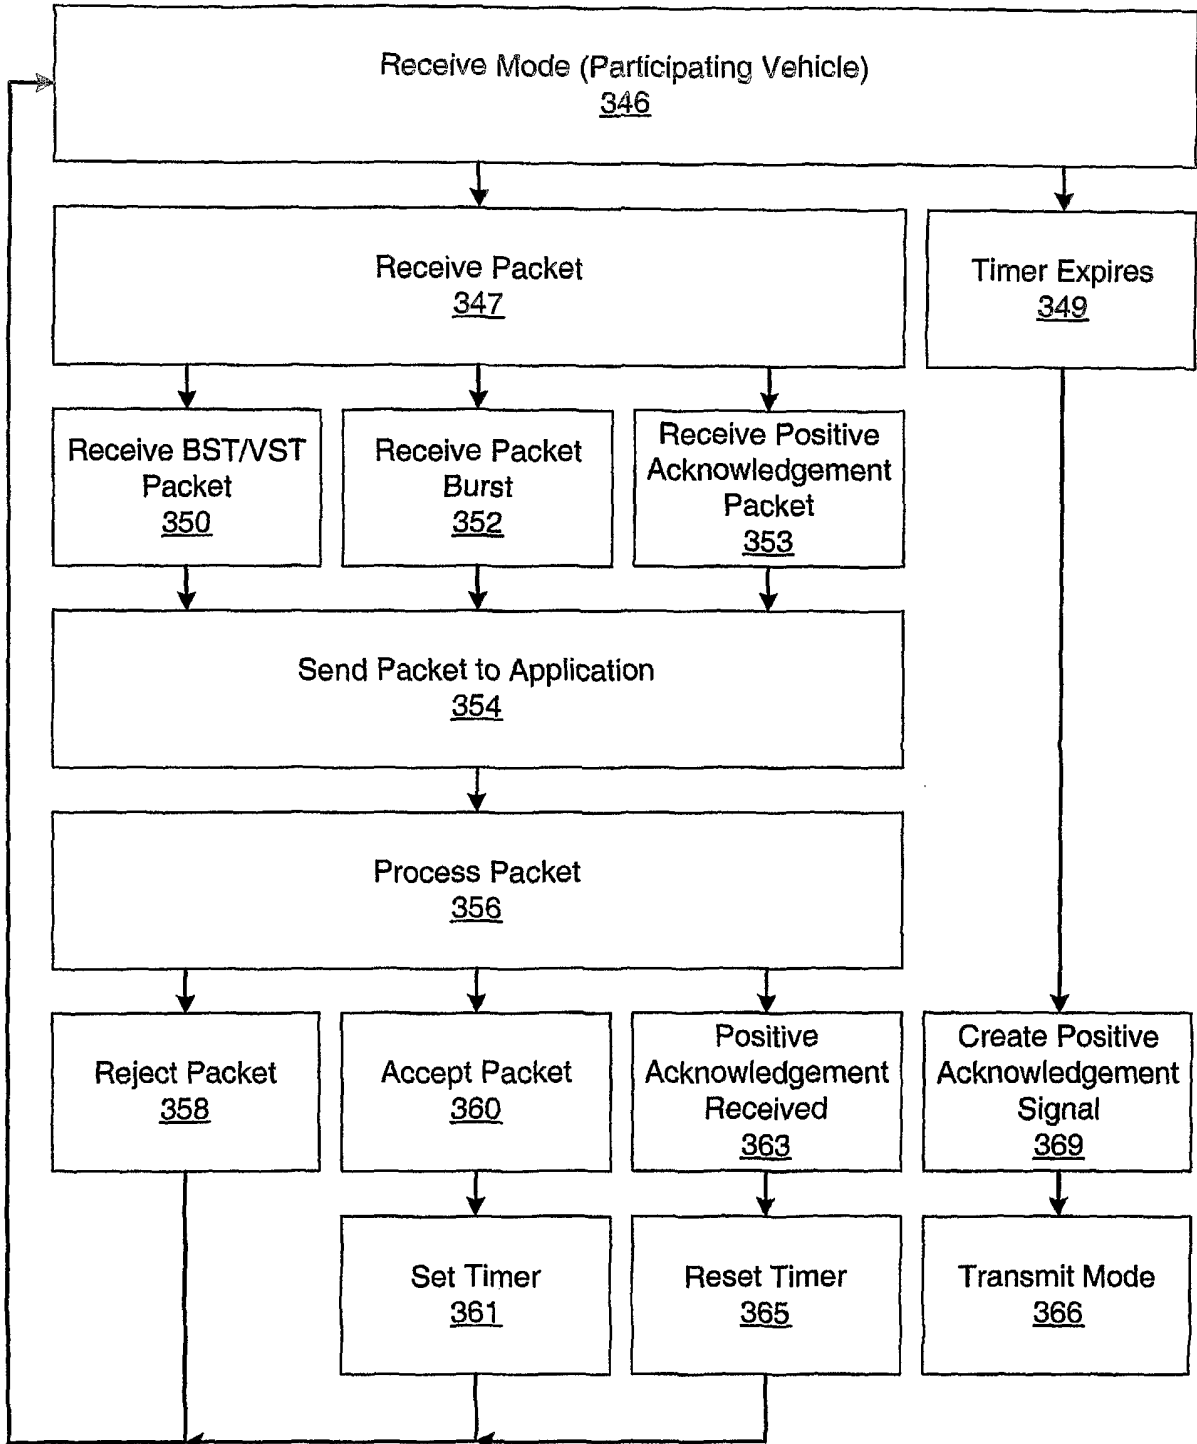 Receive Mode (Participating Vehicle)
346
Receive Packet
347
Timer Expires
349
Receive BST/VST
Packet
350
Receive Packet
Burst
352
Receive Positive
Acknowledgement
Packet
353
Send Packet to Application
354
Process Packet
356
Reject Packet
358
Accept Packet
360
Positive
Acknowledgement
Received
363
Create Positive
Acknowledgement
Signal
369
Set Timer
361
Reset Timer
365
Transmit Mode
366